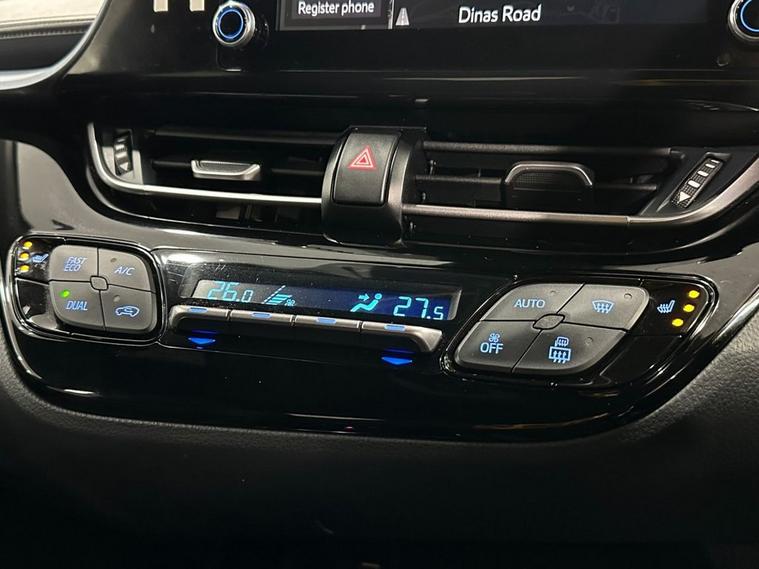 Register phone
Dinas Road
FAST
ECO
A/C
DUAL
26.0
27.5
AUTO
OFF